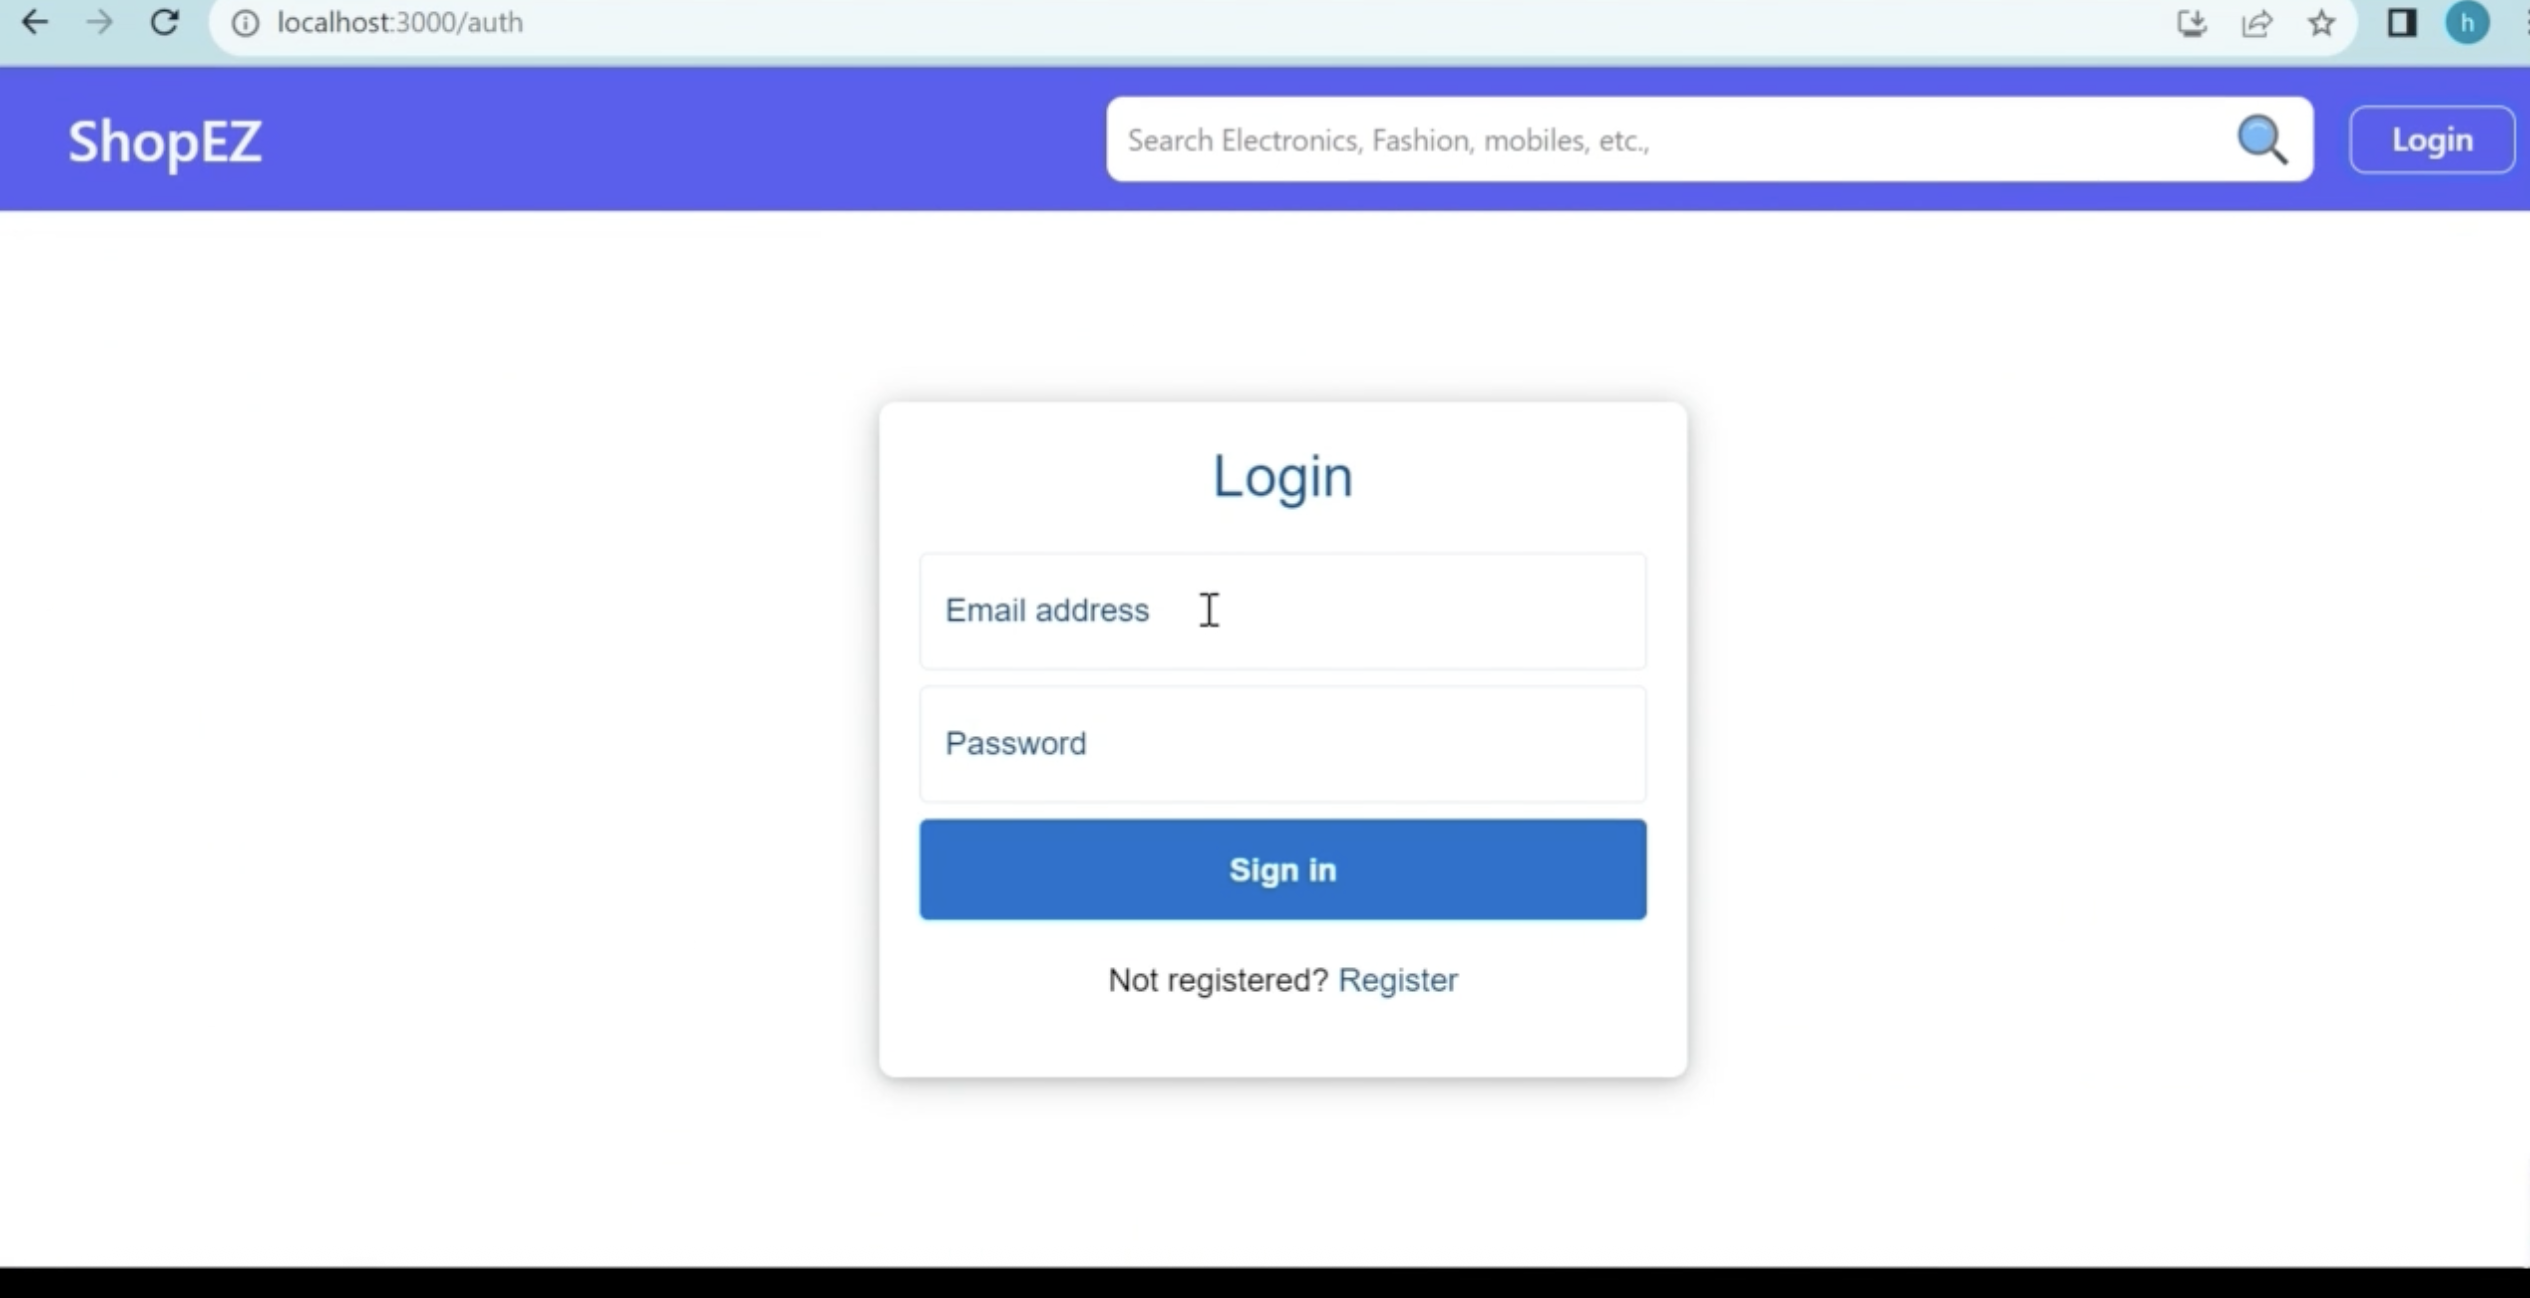 localhost:3000/auth
h
ShopEZ
Search Electronics, Fashion, mobiles, etc.,
Login
Login
Email address
Password
Sign in
Not registered? Register